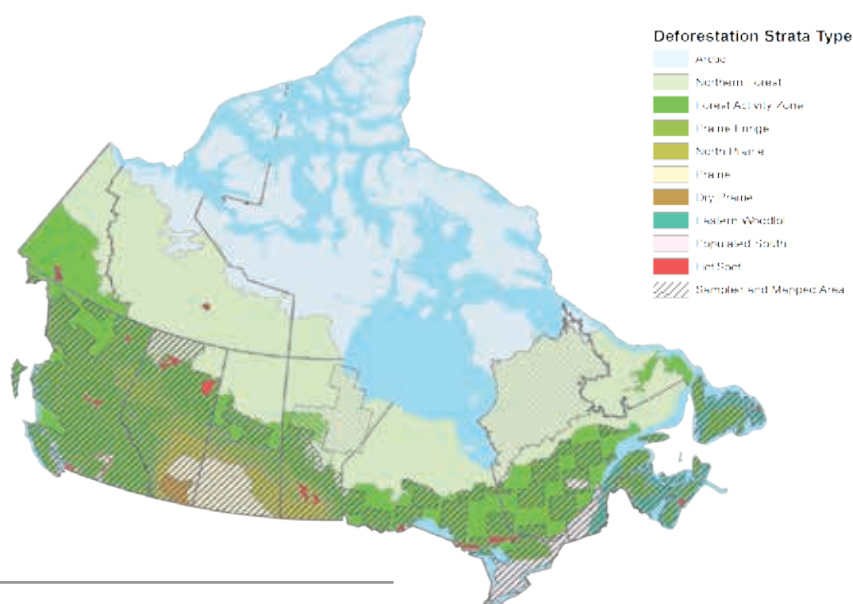 Deforestation Strata Type
Arctic
Northern Forest
Forest Activity Zone
Prairie Fringe
North Prairie
Prairie
Dry Prairie
Eastern Woodlot
Populated South
Hot Spot
Sampled and Mapped Area